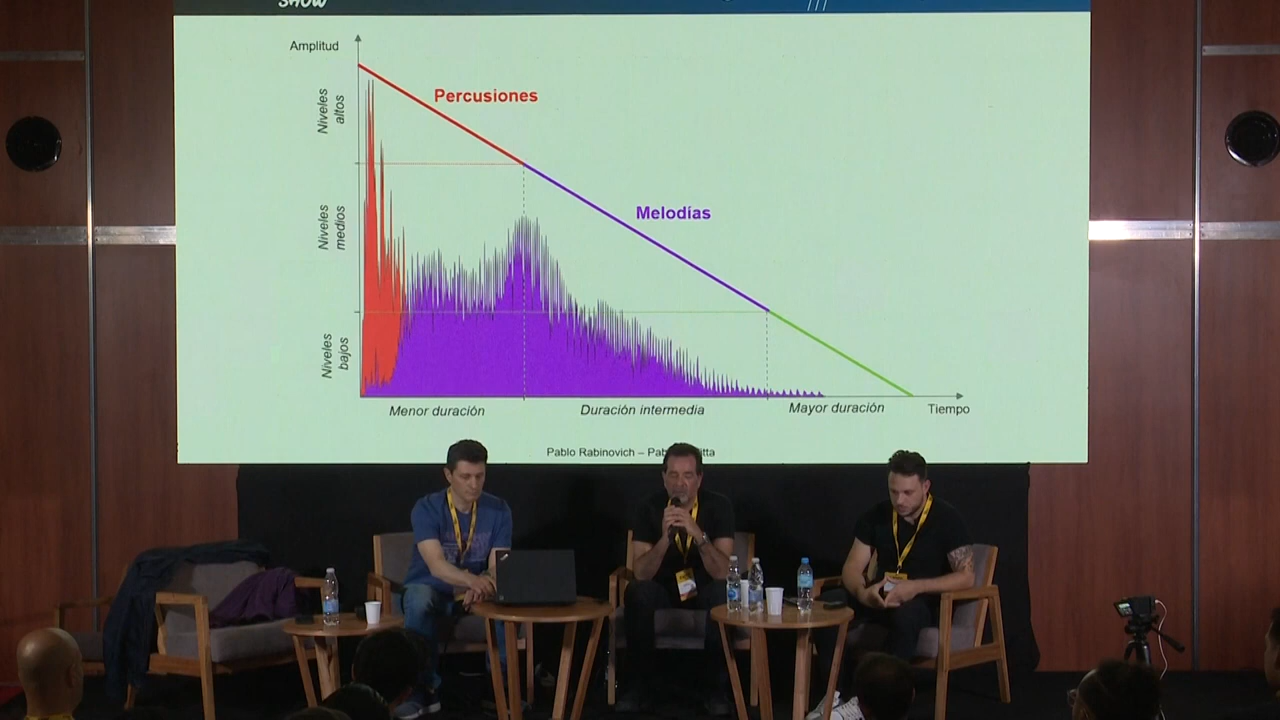 SHOW
Amplitud
Percusiones
Niveles
altos
Melodías
Niveles
medios
Niveles
bajos
Menor duración
Duración intermedia
Mayor duración
Tiempo
Pablo Rabinovich –